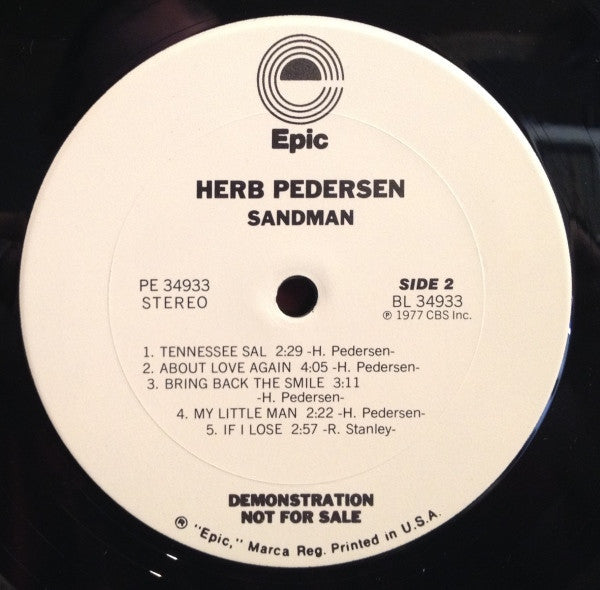 Epic
HERB PEDERSEN
SANDMAN
PE 34933
STEREO
SIDE 2
BL 34933
℗ 1977 CBS Inc.
1. TENNESSEE SAL 2:29 -H. Pedersen-
2. ABOUT LOVE AGAIN 4:05 -H. Pedersen-
3. BRING BACK THE SMILE 3:11
-H. Pedersen-
4. MY LITTLE MAN 2:22 -H. Pedersen-
5. IF I LOSE 2:57 -R. Stanley-
DEMONSTRATION
NOT FOR SALE
® "Epic," Marca Reg. Printed in U.S.A.